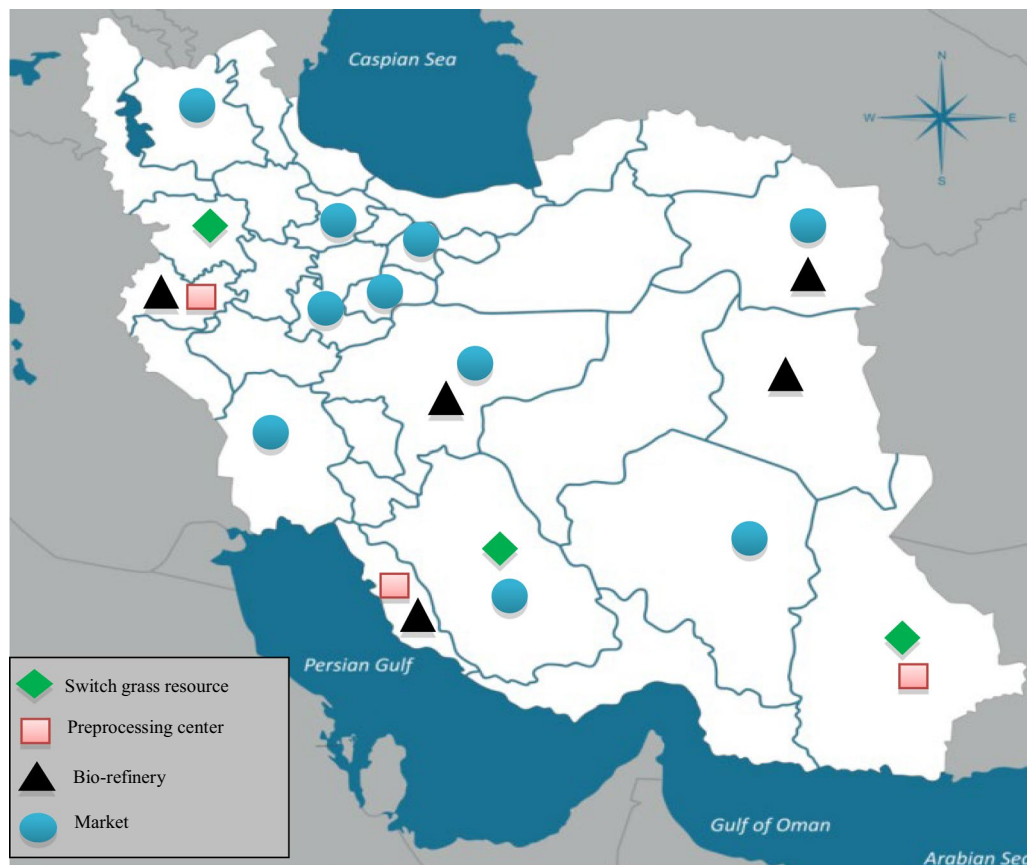 Caspian Sea
N
W
E
S
Persian Gulf
Switch grass resource
Preprocessing center
Bio-refinery
Market
Gulf of Oman
Arabian Sea